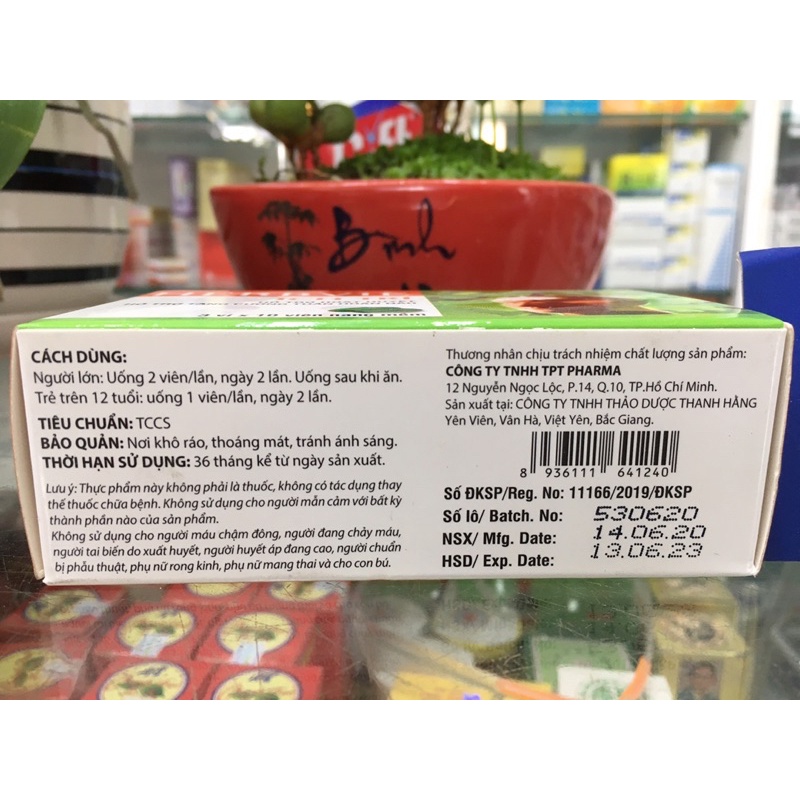 Bình
2 vỉ x 10 viên nang mềm
CÁCH DÙNG:
Người lớn: Uống 2 viên/lần, ngày 2 lần. Uống sau khi ăn.
Trẻ trên 12 tuổi: uống 1 viên/lần, ngày 2 lần.
TIÊU CHUẨN: TCCS
BẢO QUẢN: Nơi khô ráo, thoáng mát, tránh ánh sáng.
THỜI HẠN SỬ DỤNG: 36 tháng kể từ ngày sản xuất.
Lưu ý: Thực phẩm này không phải là thuốc, không có tác dụng thay
thế thuốc chữa bệnh. Không sử dụng cho người mẫn cảm với bất kỳ
thành phần nào của sản phẩm.
Không sử dụng cho người máu chậm đông, người đang chảy máu,
người tai biến do xuất huyết, người huyết áp đang cao, người chuẩn
bị phẫu thuật, phụ nữ rong kinh, phụ nữ mang thai và cho con bú.
Thương nhân chịu trách nhiệm chất lượng sản phẩm:
CÔNG TY TNHH TPT PHARMA
12 Nguyễn Ngọc Lộc, P.14, Q.10, TP.Hồ Chí Minh.
Sản xuất tại: CÔNG TY TNHH THẢO DƯỢC THANH HẰNG
Yên Viên, Vân Hà, Việt Yên, Bắc Giang.
8 936111 641240
Số ĐKSP/Reg. No: 11166/2019/ĐKSP
Số lô/ Batch. No: 530620
NSX/ Mfg. Date: 14.06.20
HSD/ Exp. Date: 13.06.23